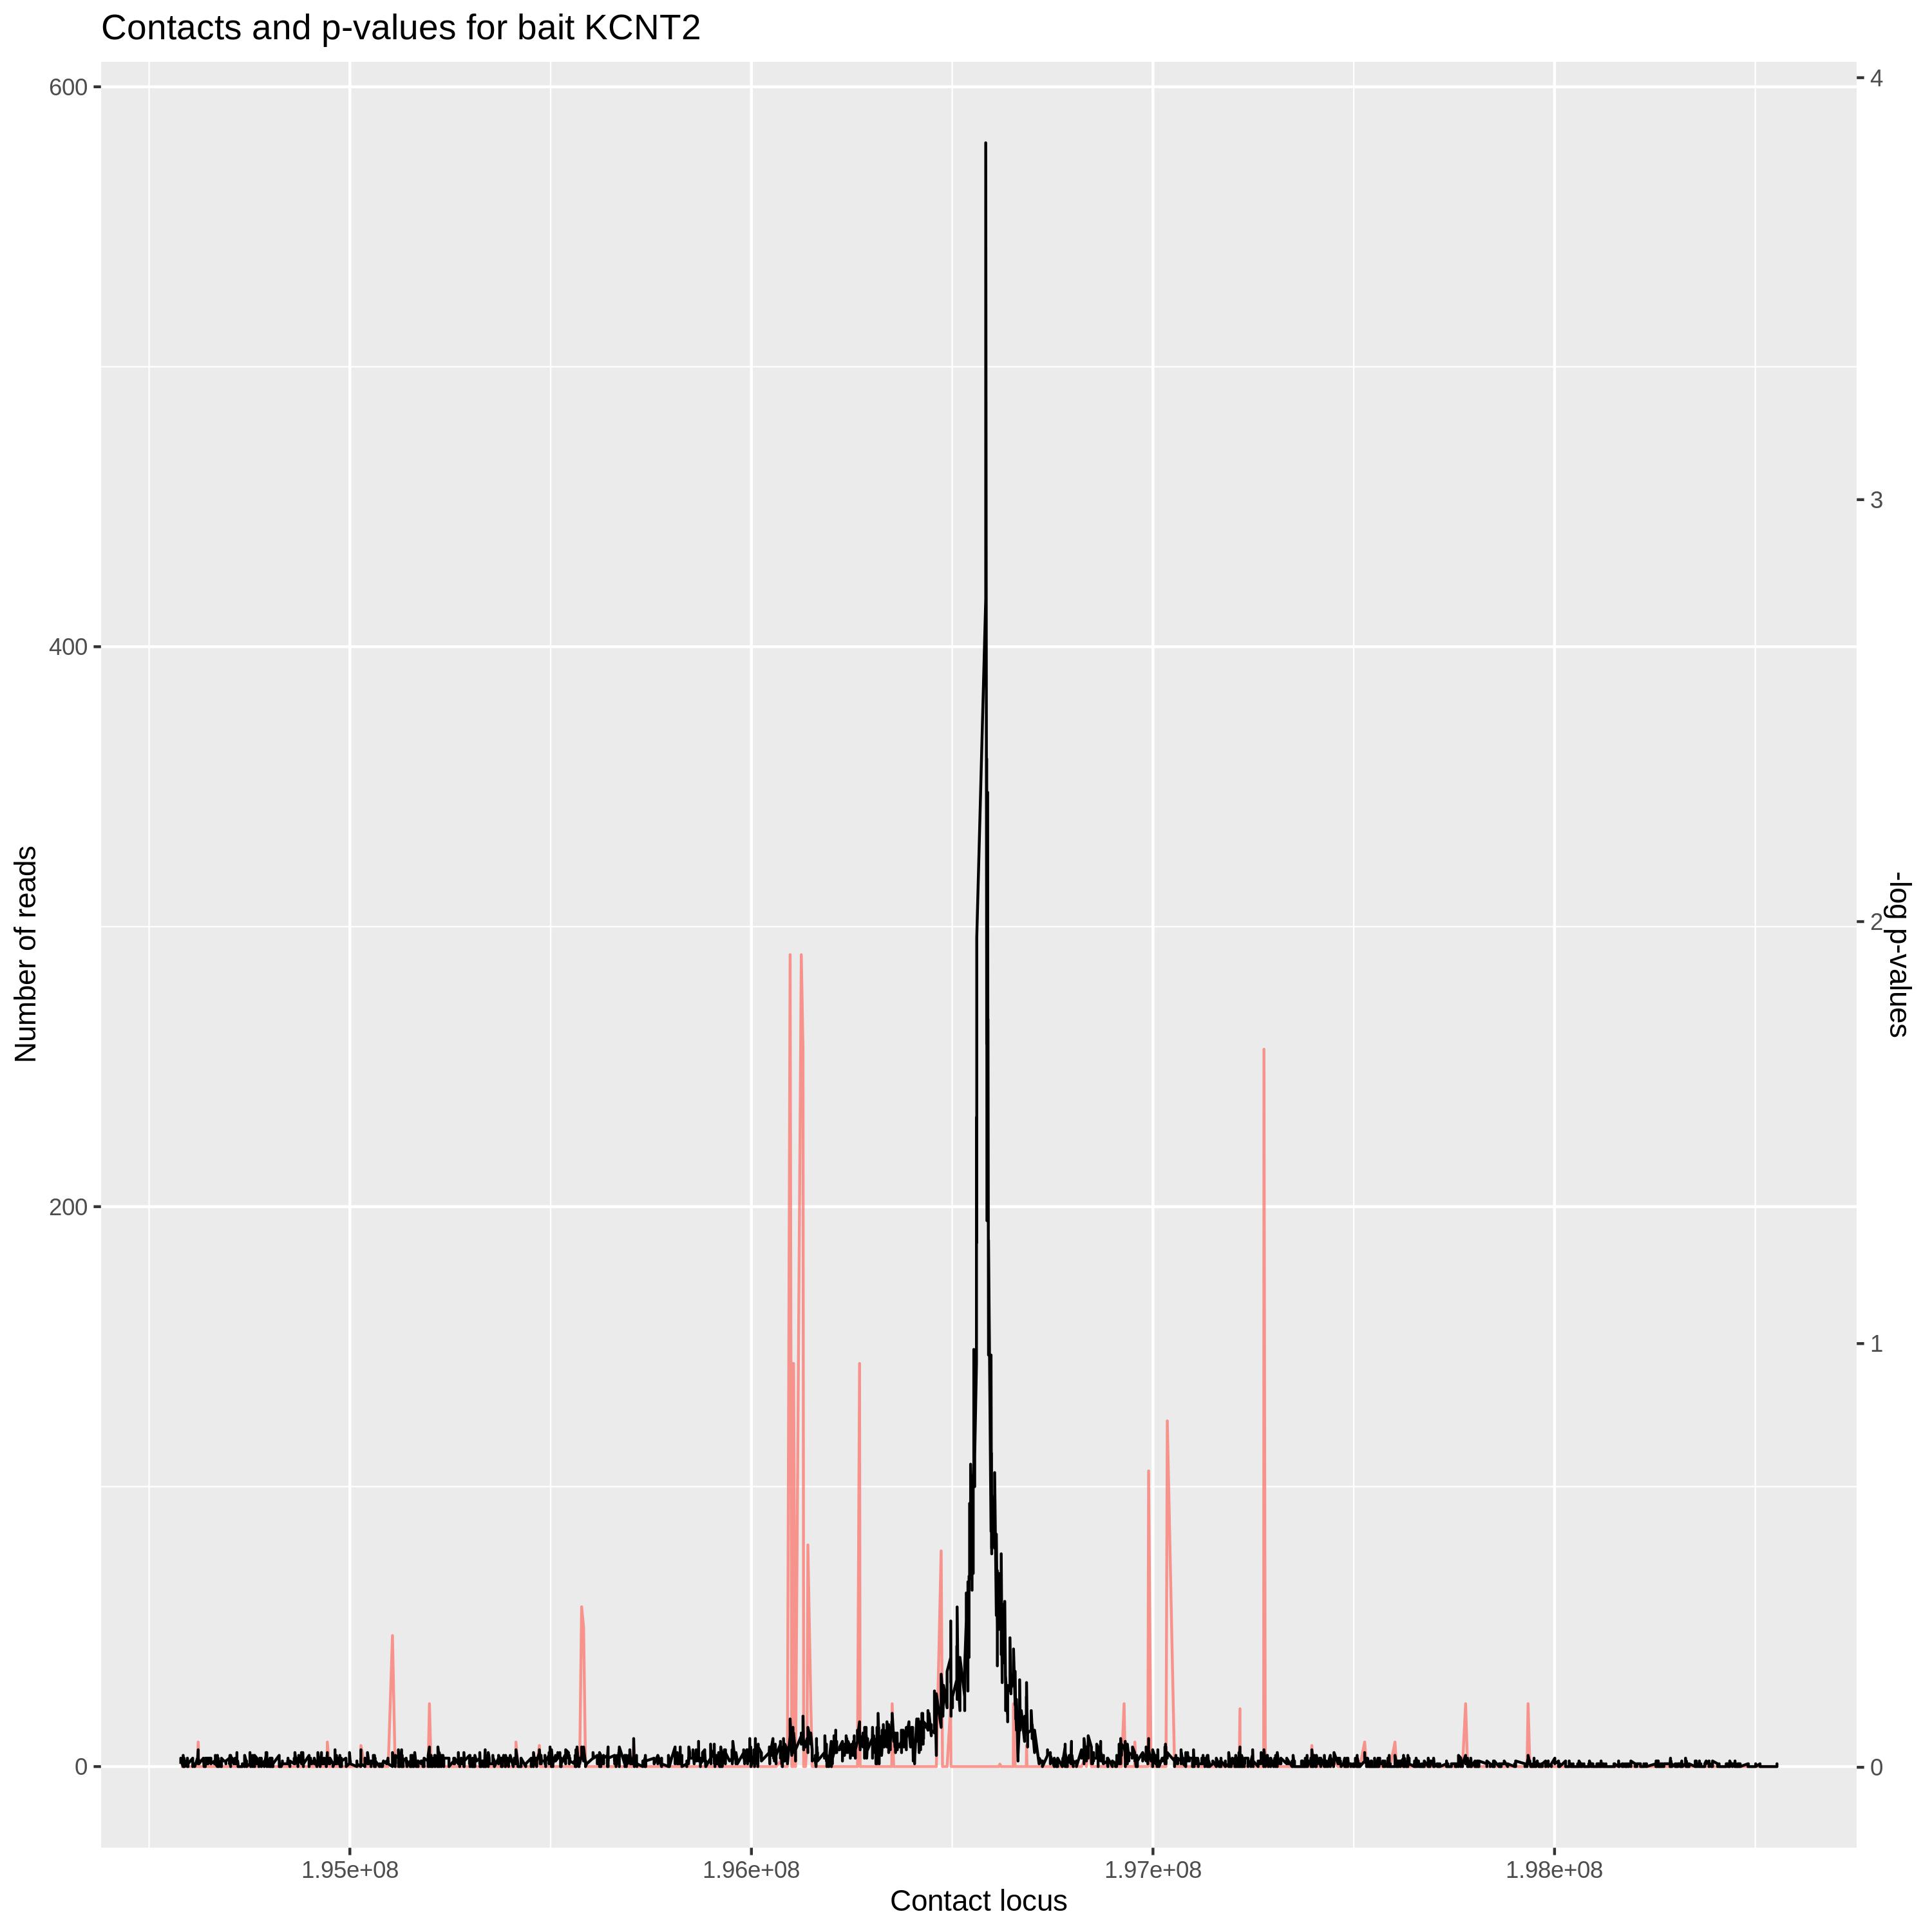 Contacts and p-values for bait KCNT2
600
400
200
0
Number of reads
4
3
2
1
0
-log p-values
1.95e+08
1.96e+08
1.97e+08
1.98e+08
Contact locus